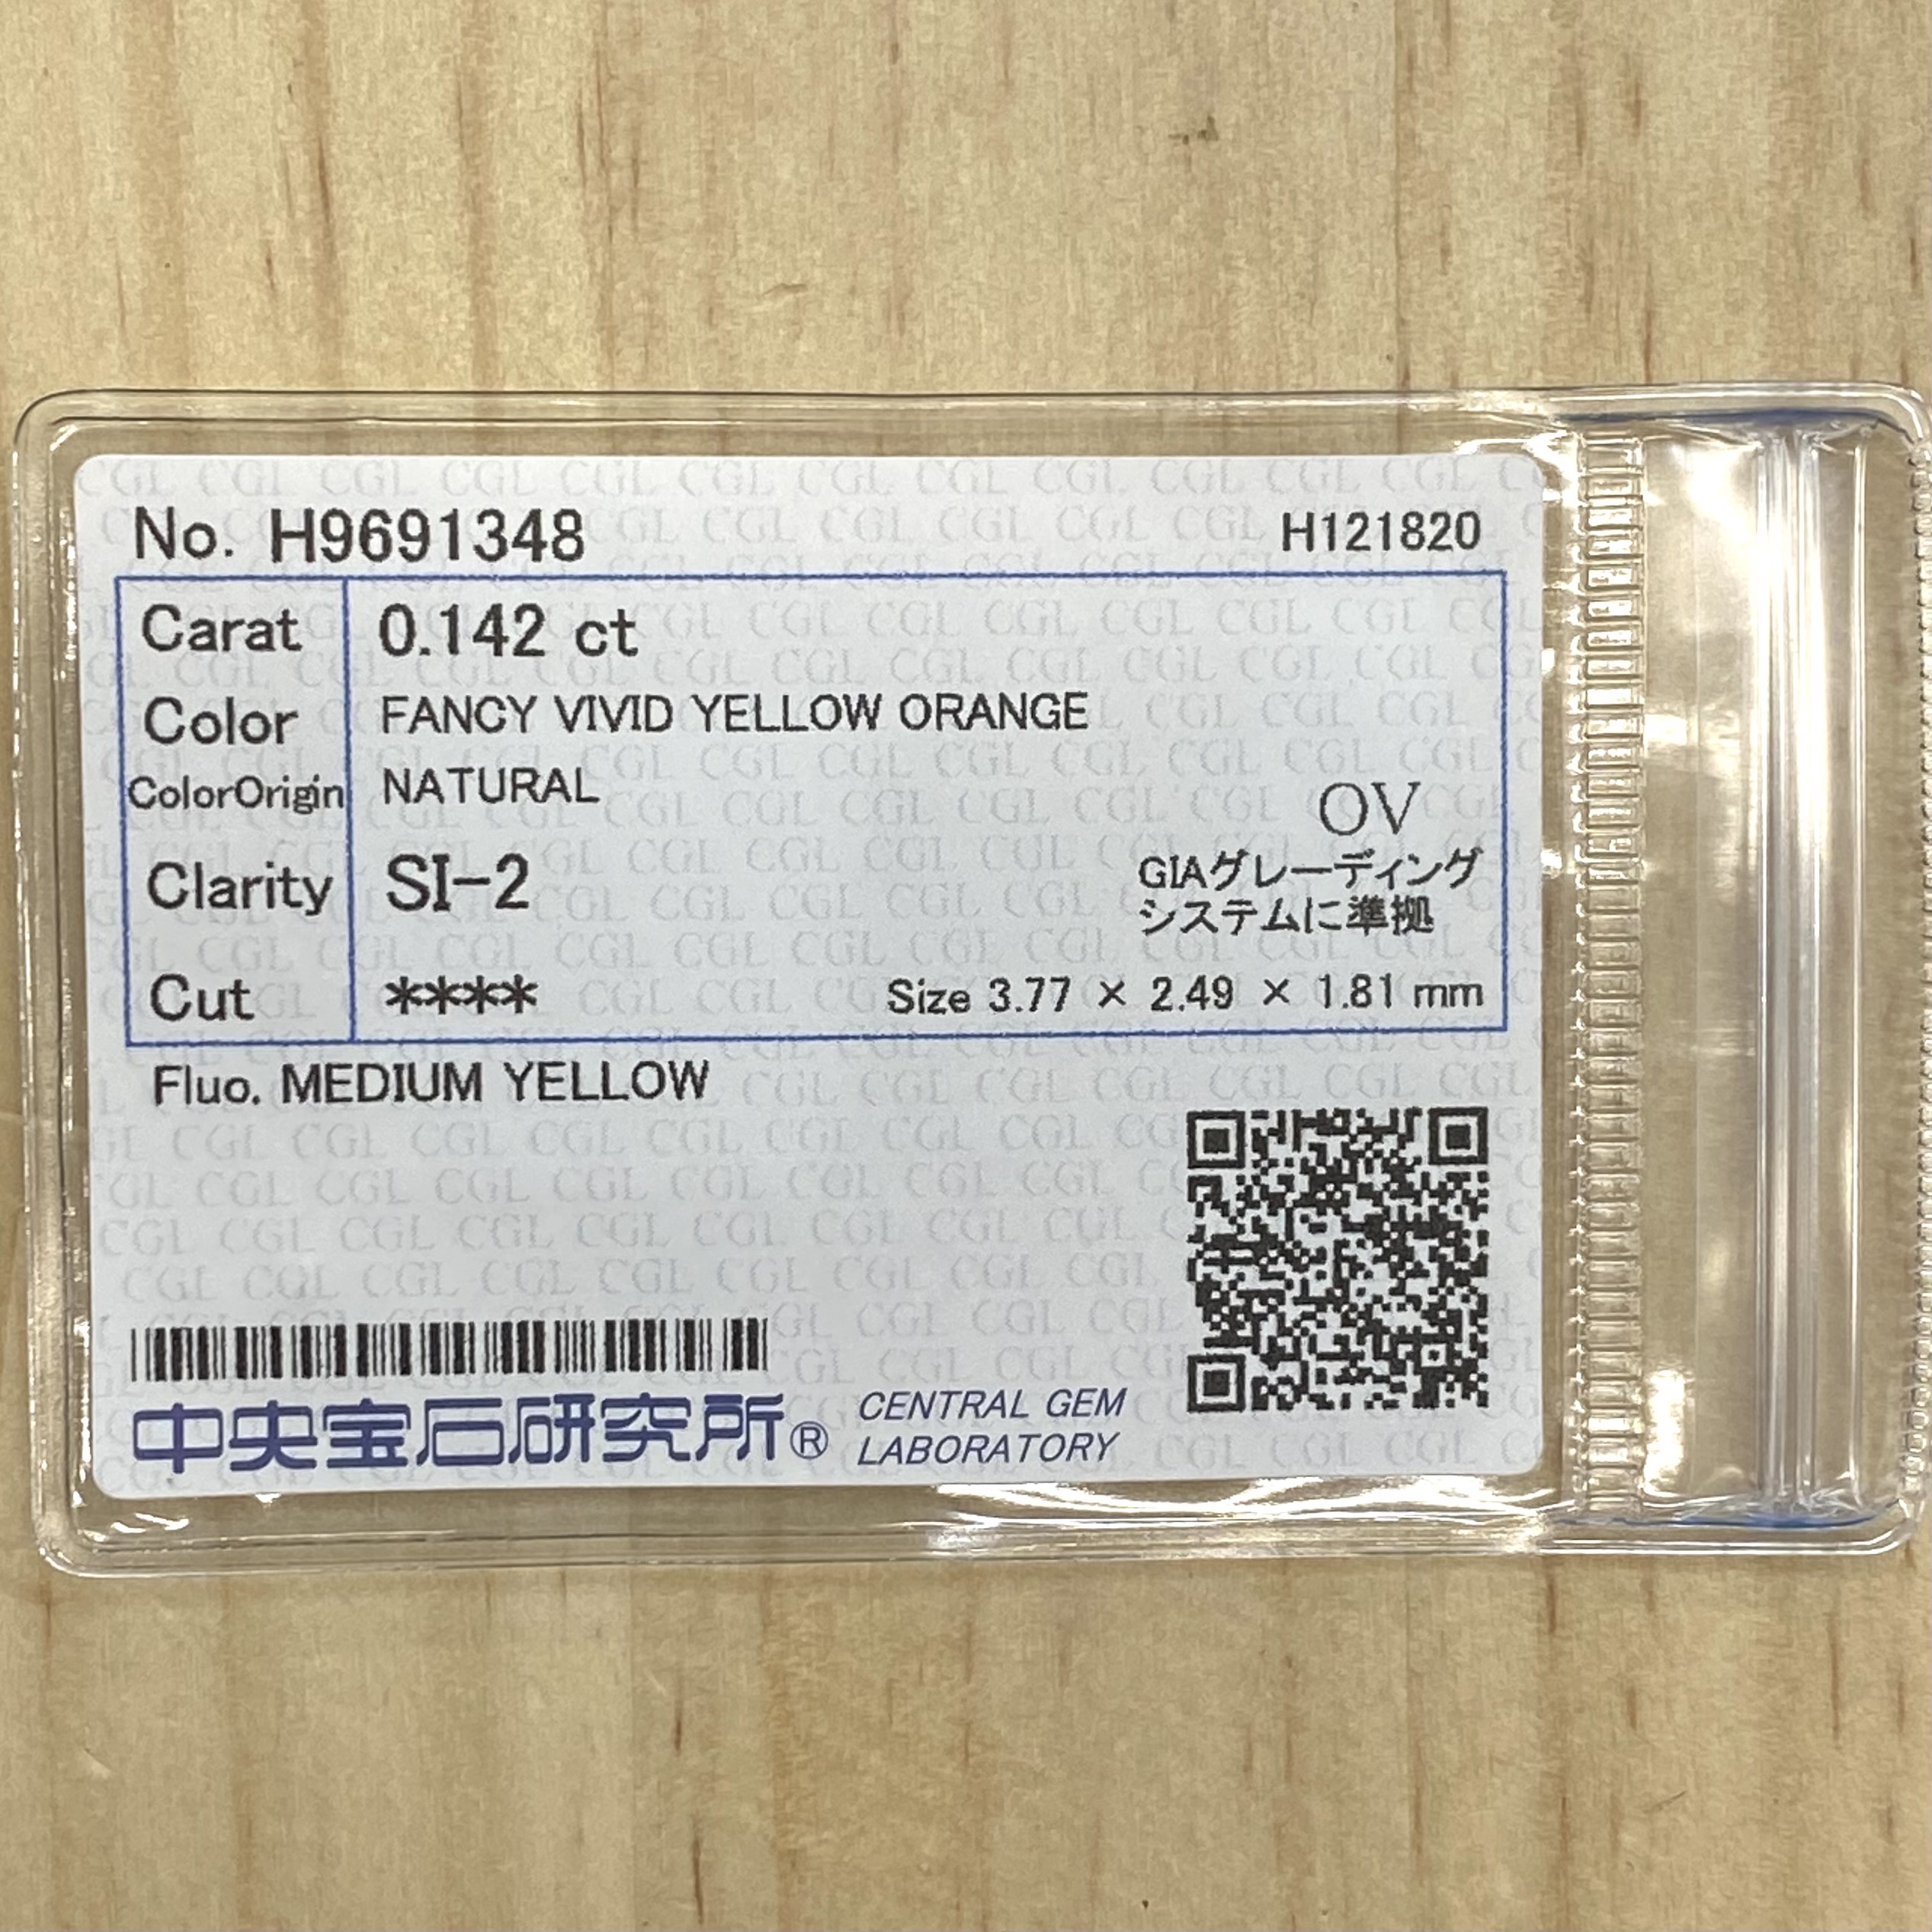 No. H9691348 H121820
Carat 0.142 ct
Color FANCY VIVID YELLOW ORANGE
ColorOrigin NATURAL
OV
Clarity SI-2
GIAグレーディング
システムに準拠
Cut **** Size 3.77 × 2.49 × 1.81 mm
Fluo. MEDIUM YELLOW
中央宝石研究所® CENTRAL GEM
LABORATORY